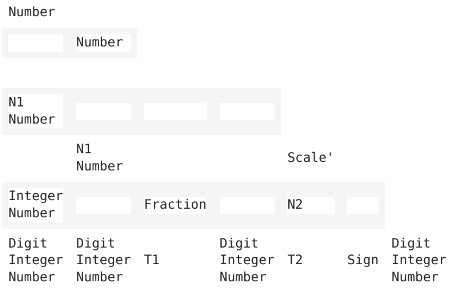 Number
Number
N1
Number
N1
Number
Scale'
Integer
Number
Fraction
N2
Digit
Integer
Number
Digit
Integer
Number
T1
Digit
Integer
Number
T2
Sign
Digit
Integer
Number